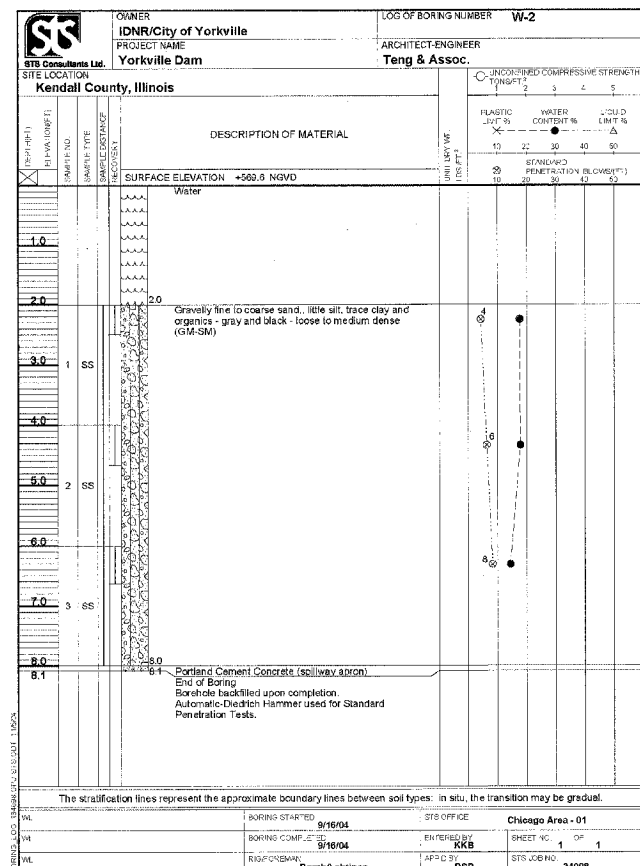 OWNER
IDNR/City of Yorkville
LOG OF BORING NUMBER W-2
STS
STS Consultants Ltd.
PROJECT NAME
Yorkville Dam
ARCHITECT-ENGINEER
Teng & Assoc.
SITE LOCATION
Kendall County, Illinois
UNCONFINED COMPRESSIVE STRENGTH
TONS/FT.2
1 2 3 4 5
DEPTH(FT)
ELEVATION(FT)
SAMPLE NO.
SAMPLE TYPE
SAMPLE DISTANCE
RECOVERY
DESCRIPTION OF MATERIAL
UNIT DRY WT.
LBS/FT.3
PLASTIC LIMIT %
WATER CONTENT %
LIQUID LIMIT %
10 20 30 40 50
STANDARD
PENETRATION BLOWS/(FT)
10 20 30 40 50
SURFACE ELEVATION +569.6 NGVD
Water
1.0
2.0 2.0
Gravelly fine to coarse sand,, little silt, trace clay and
organics - gray and black - loose to medium dense
(GM-SM)
4
3.0
1 SS
4.0
6
5.0
2 SS
6.0
8
7.0
3 SS
8.0 8.0
8.1 8.1
Portland Cement Concrete (spillway apron)
End of Boring
Borehole backfilled upon completion.
Automatic-Diedrich Hammer used for Standard
Penetration Tests.
The stratification lines represent the approximate boundary lines between soil types: in situ, the transition may be gradual.
WL
BORING STARTED
9/16/04
STS OFFICE
Chicago Area - 01
WL
BORING COMPLETED
9/16/04
ENTERED BY
KKB
SHEET NO. 1 OF 1
WL
RIG/FOREMAN
APP'D BY
STS JOB NO.